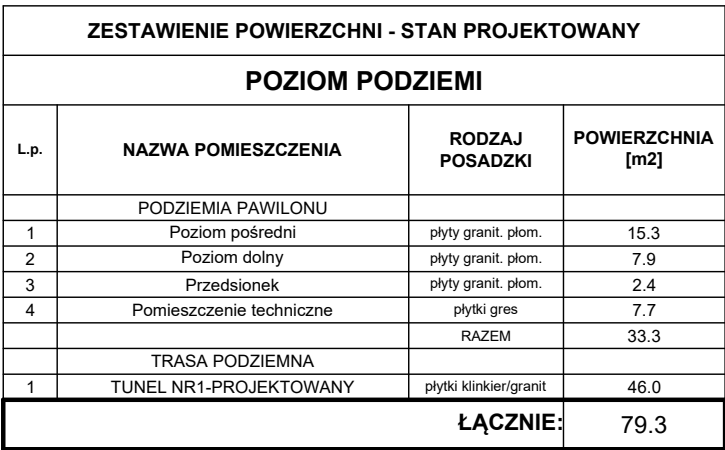 ZESTAWIENIE POWIERZCHNI - STAN PROJEKTOWANY
POZIOM PODZIEMI
L.p. NAZWA POMIESZCZENIA RODZAJ POSADZKI POWIERZCHNIA [m2]
PODZIEMIA PAWILONU
1 Poziom pośredni płyty granit. płom. 15.3
2 Poziom dolny płyty granit. płom. 7.9
3 Przedsionek płyty granit. płom. 2.4
4 Pomieszczenie techniczne płytki gres 7.7
RAZEM 33.3
TRASA PODZIEMNA
1 TUNEL NR1-PROJEKTOWANY płytki klinkier/granit 46.0
ŁĄCZNIE: 79.3